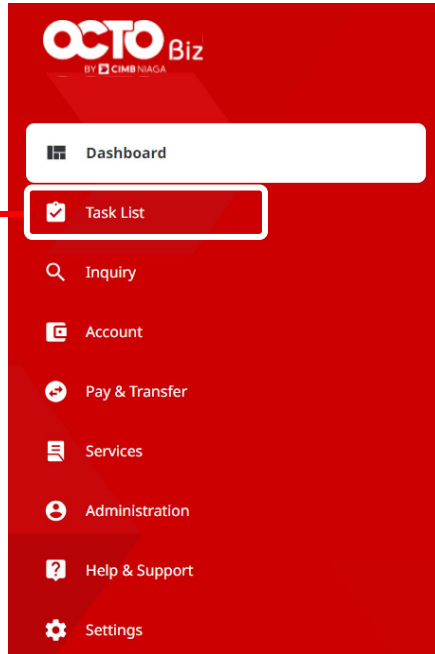 OCTO Biz
BY CIMB NIAGA
Dashboard
Task List
Inquiry
Account
Pay & Transfer
Services
Administration
Help & Support
Settings